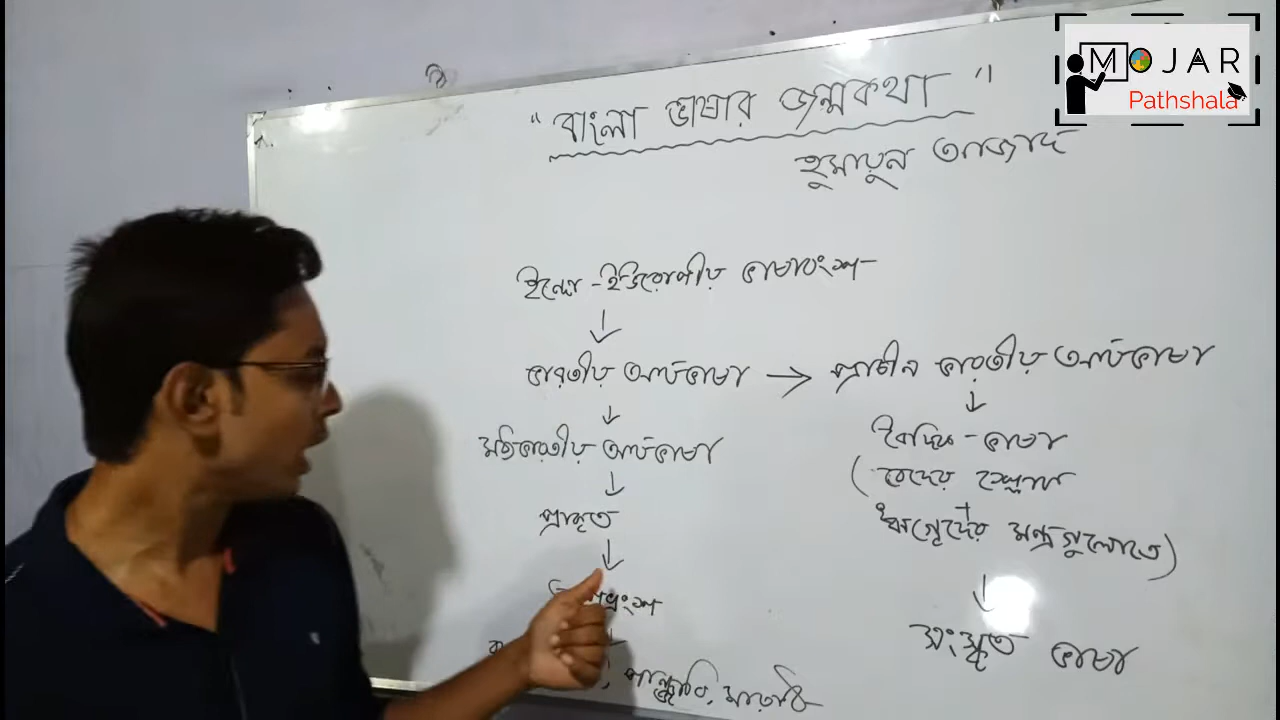 MOJAR
Pathshala
"বাংলা ভাষার জন্মকথা"
হুমায়ুন আজাদ
ইন্দো-ইউরোপীয় ভাষাবংশ
↓
ভারতীয় আর্যভাষা → প্রাচীন ভারতীয় আর্যভাষা
↓ ↓
মধ্যভারতীয় আর্যভাষা
বৈদিক-ভাষা
↓
(বেদের শ্লোক
প্রাকৃত
ঋগ্বেদের মন্ত্রগুলোতে)
↓ ↓
সংস্কৃত ভাষা
পাঞ্জাবি, মারাঠি